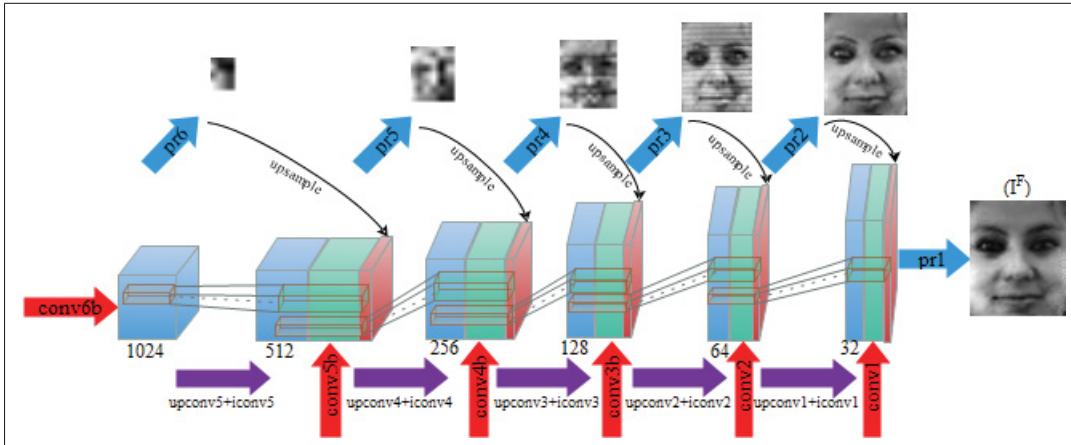 pr6
pr5
pr4
pr3
pr2
upsample
upsample
upsample
upsample
upsample
(I^F)
pr1
conv6b
1024
512
256
128
64
32
conv5b
conv4b
conv3b
conv2
conv1
upconv5+iconv5
upconv4+iconv4
upconv3+iconv3
upconv2+iconv2
upconv1+iconv1